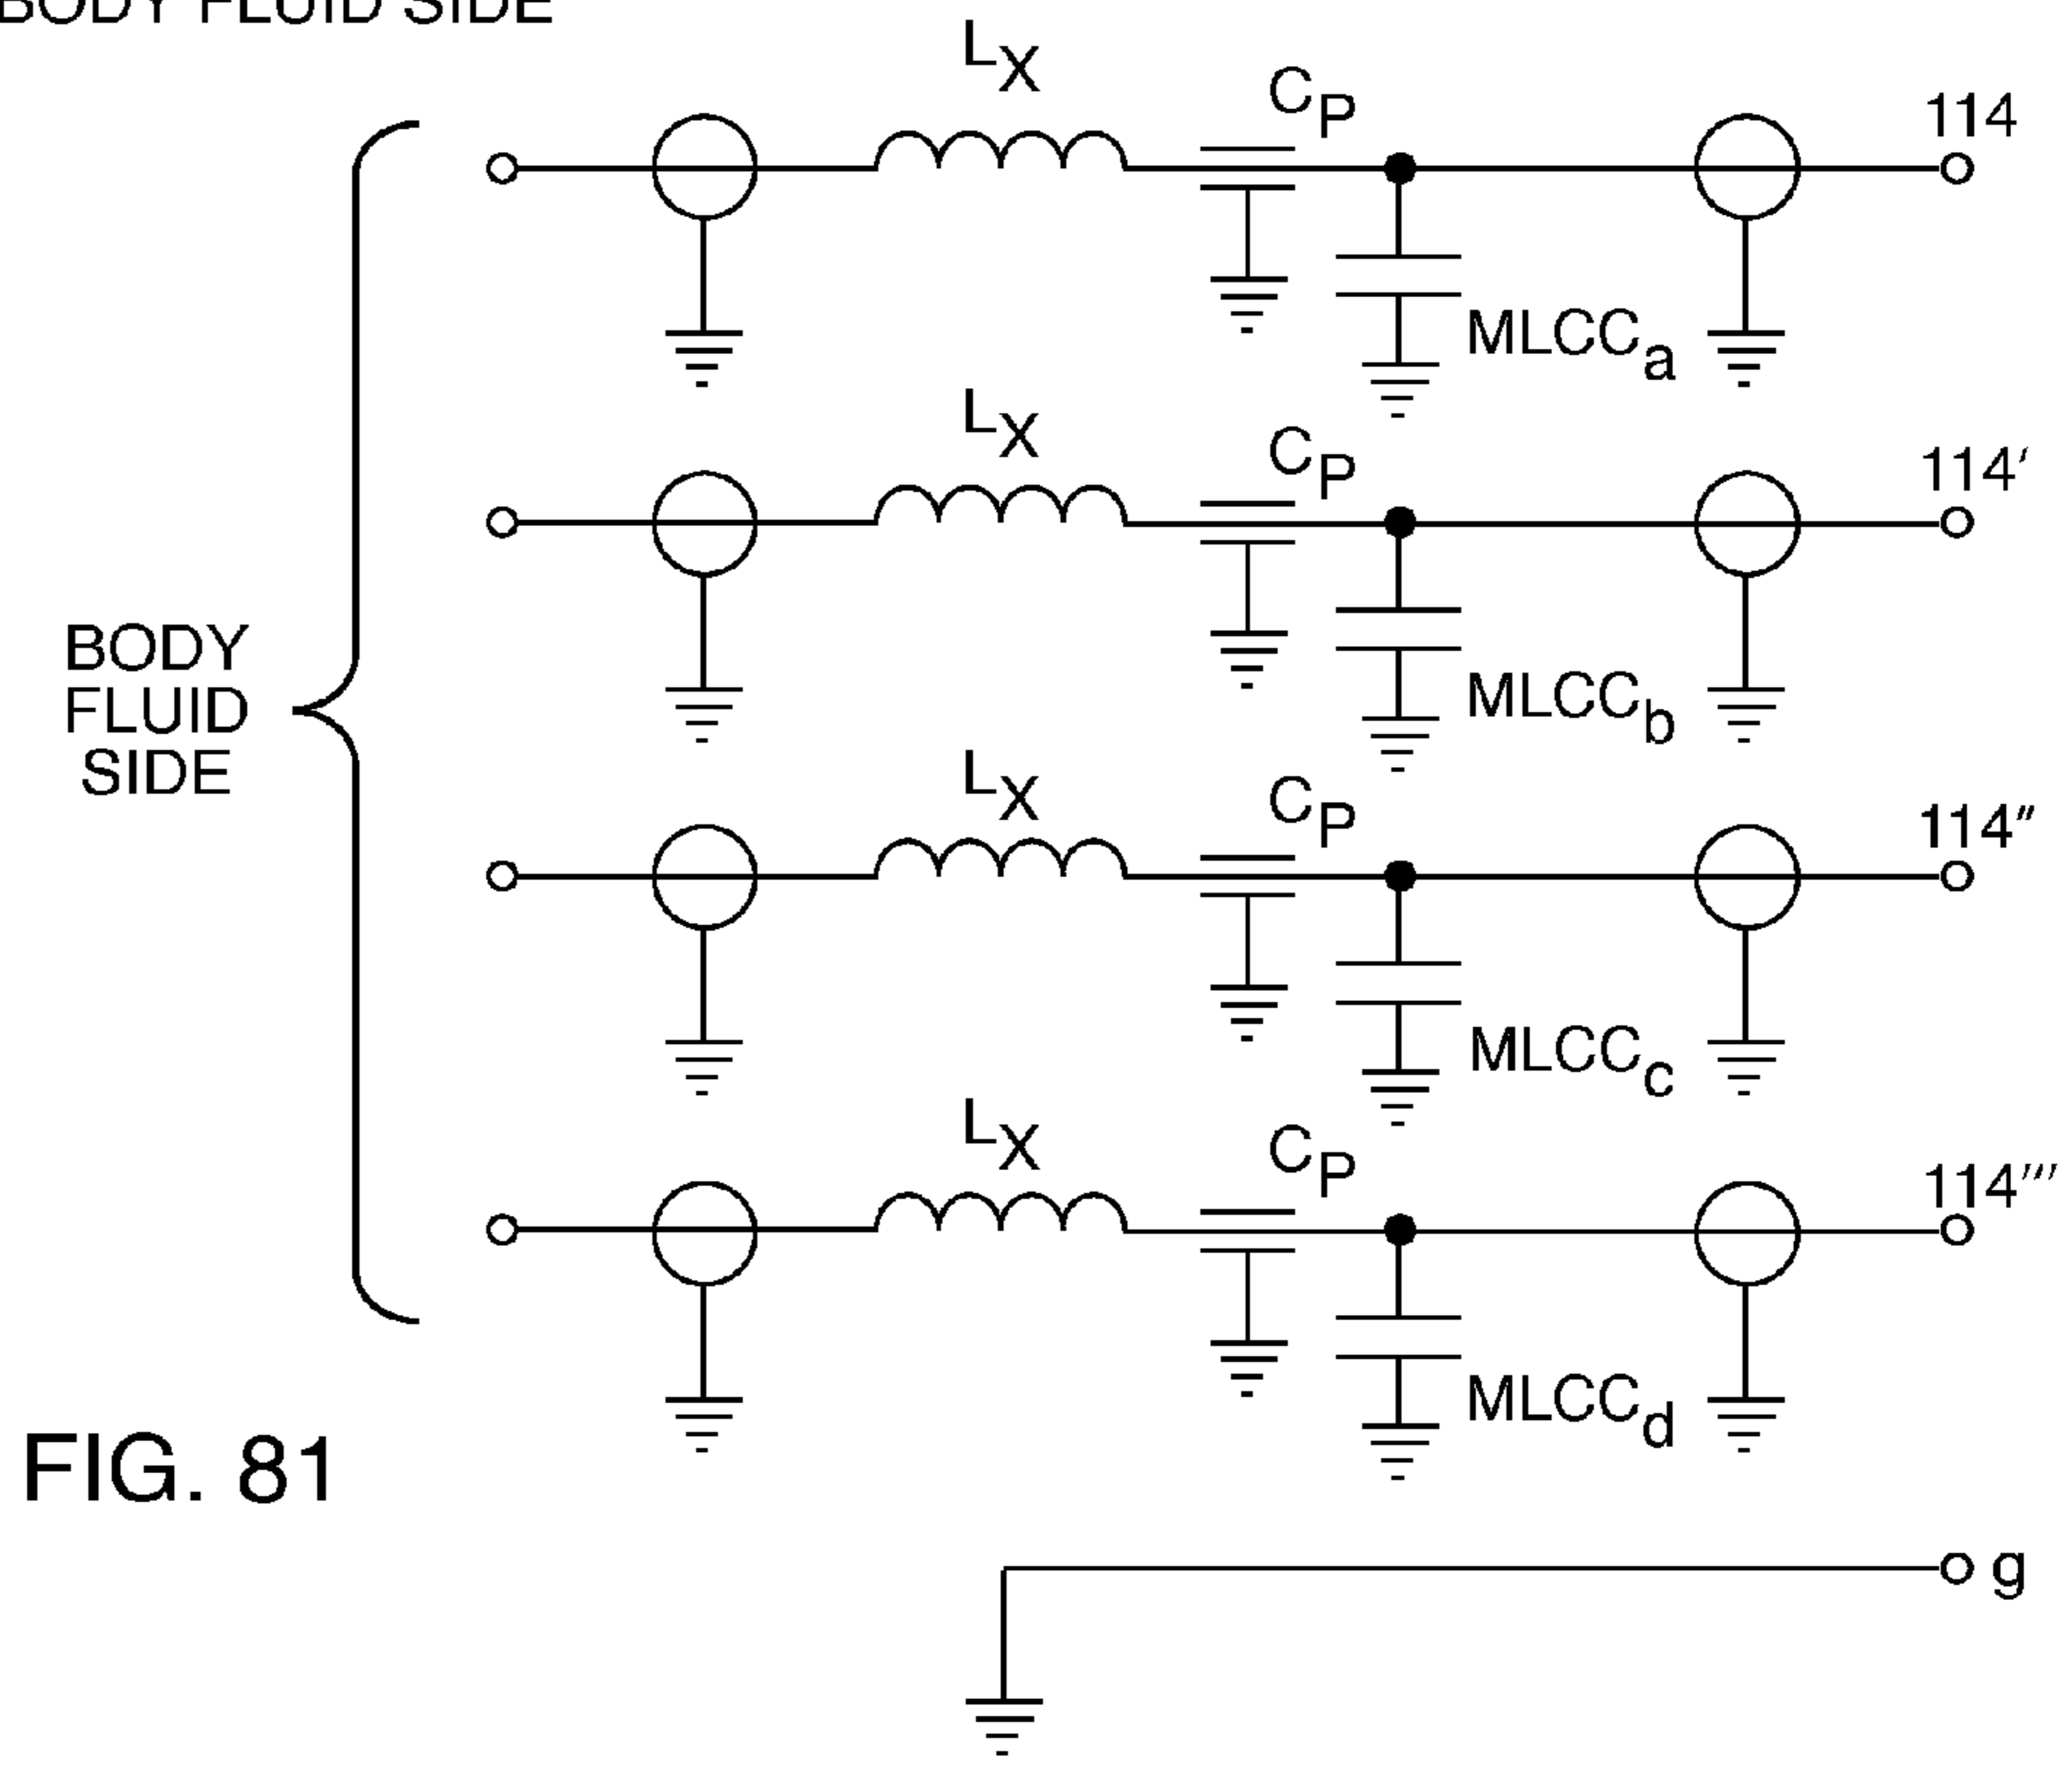 BODY FLUID SIDE
LX
CP
114
MLCCa
LX
CP
114′
MLCCb
BODY
FLUID
SIDE
LX
CP
114″
MLCCc
LX
CP
114‴
MLCCd
FIG. 81
g